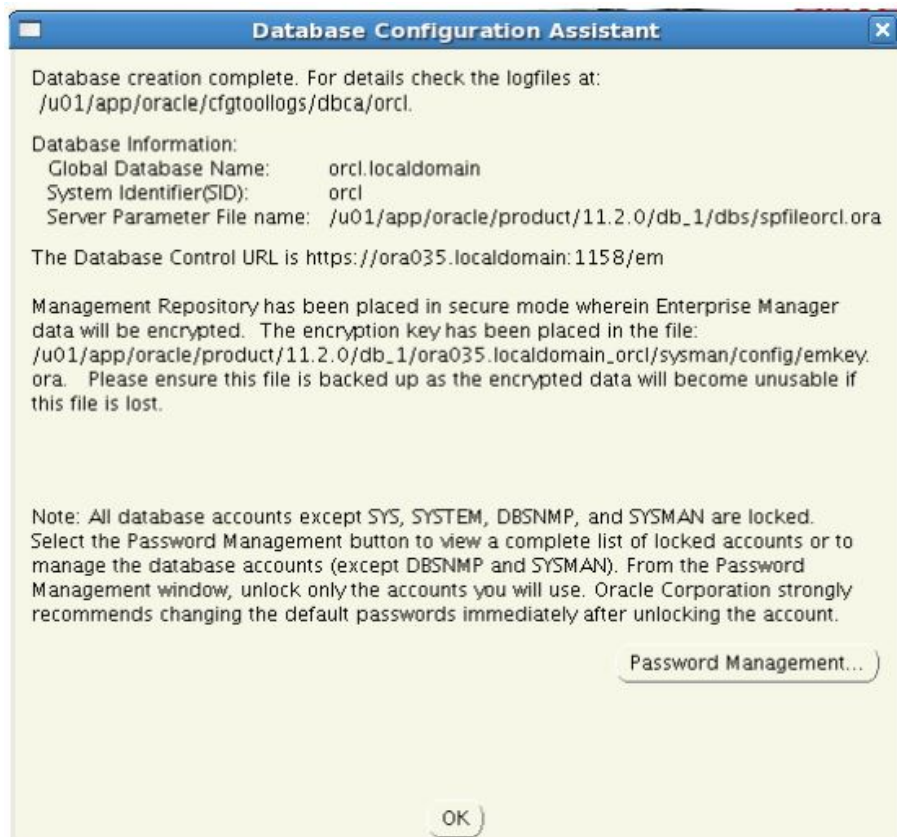 Database Configuration Assistant
Database creation complete. For details check the logfiles at:
/u01/app/oracle/cfgtoollogs/dbca/orcl.
Database Information:
Global Database Name: orcl.localdomain
System Identifier(SID): orcl
Server Parameter File name: /u01/app/oracle/product/11.2.0/db_1/dbs/spfileorcl.ora
The Database Control URL is https://ora035.localdomain:1158/em
Management Repository has been placed in secure mode wherein Enterprise Manager
data will be encrypted. The encryption key has been placed in the file:
/u01/app/oracle/product/11.2.0/db_1/ora035.localdomain_orcl/sysman/config/emkey.
ora. Please ensure this file is backed up as the encrypted data will become unusable if
this file is lost.
Note: All database accounts except SYS, SYSTEM, DBSNMP, and SYSMAN are locked.
Select the Password Management button to view a complete list of locked accounts or to
manage the database accounts (except DBSNMP and SYSMAN). From the Password
Management window, unlock only the accounts you will use. Oracle Corporation strongly
recommends changing the default passwords immediately after unlocking the account.
Password Management...
OK